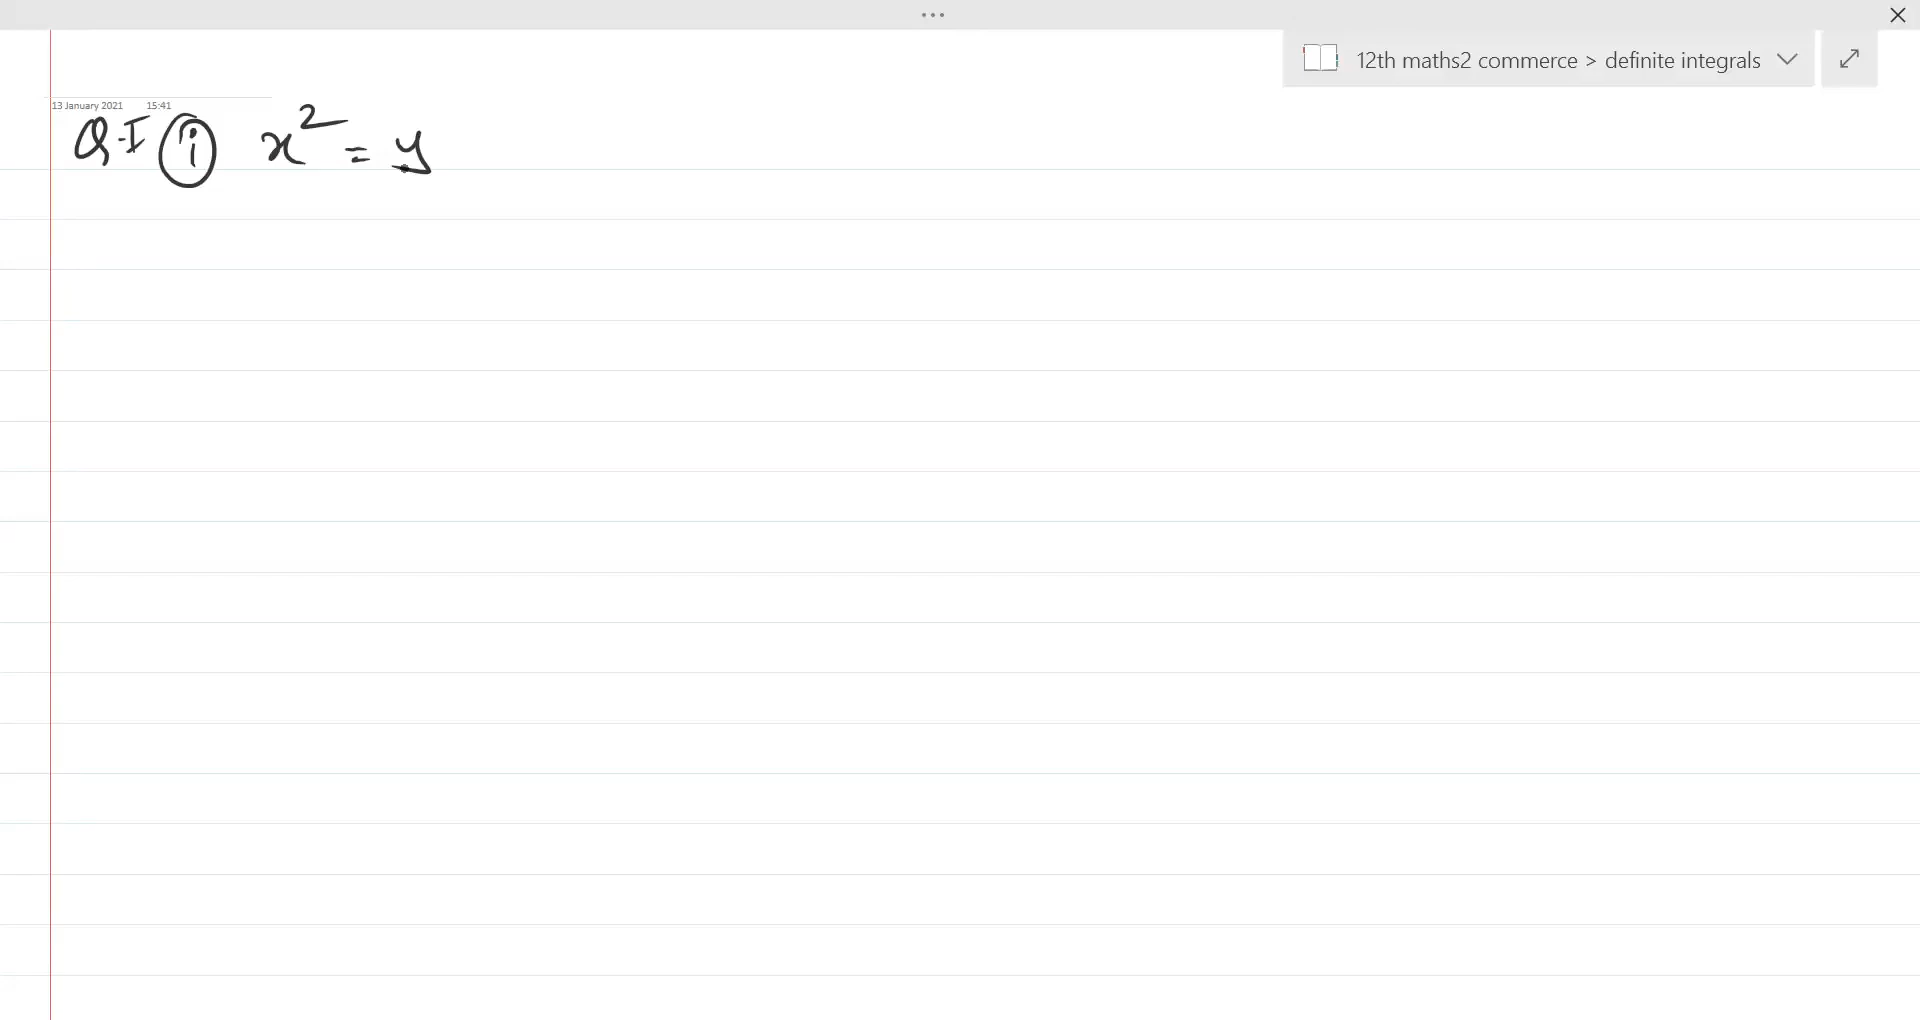 12th maths2 commerce > definite integrals
13 January 2021 15:41
Q.I (i) x² = y